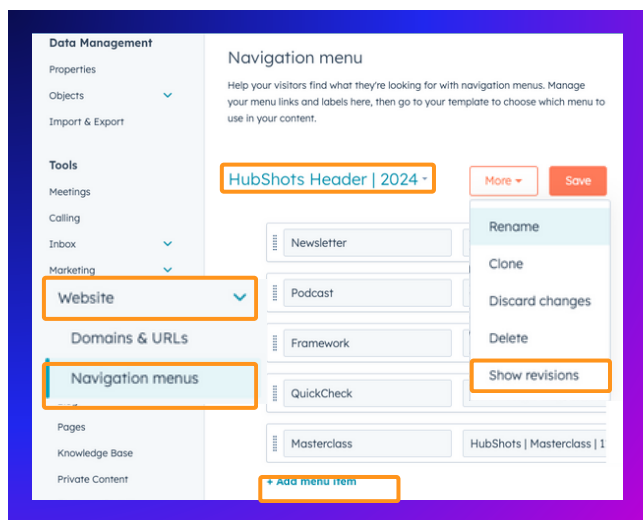 Data Management
Properties
Objects
Import & Export
Tools
Meetings
Calling
Inbox
Marketing
Website
Domains & URLs
Navigation menus
Pages
Knowledge Base
Private Content
Navigation menu
Help your visitors find what they're looking for with navigation menus. Manage
your menu links and labels here, then go to your template to choose which menu to
use in your content.
HubShots Header | 2024
More
Save
Rename
Clone
Discard changes
Delete
Show revisions
Newsletter
Podcast
Framework
QuickCheck
Masterclass
HubShots | Masterclass | 1
+ Add menu item